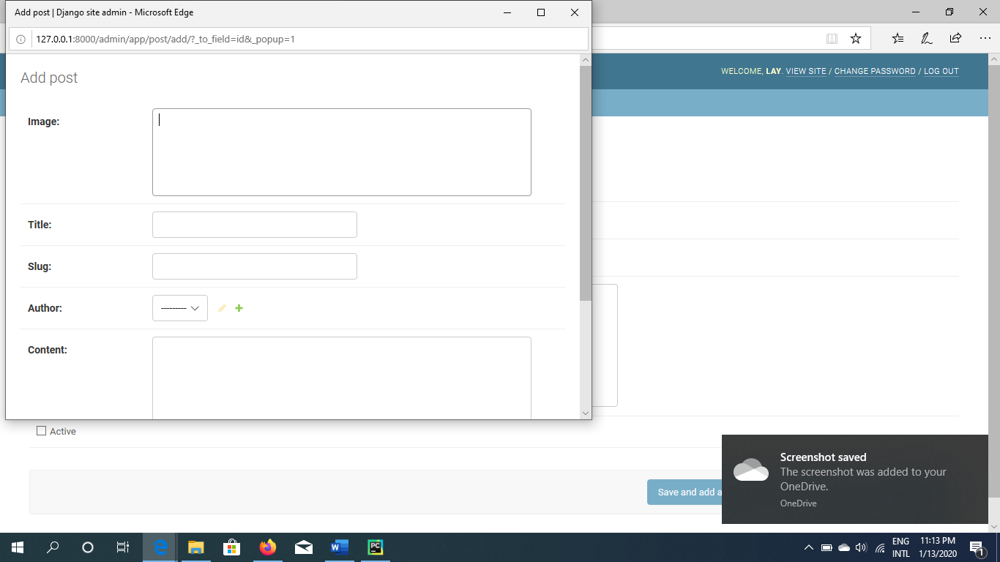 Add post | Django site admin - Microsoft Edge
127.0.0.1:8000/admin/app/post/add/?_to_field=id&_popup=1
WELCOME, LAY. VIEW SITE / CHANGE PASSWORD / LOG OUT
Add post
Image:
Title:
Slug:
Author:
---------
Content:
Active
Save and add a
Screenshot saved
The screenshot was added to your
OneDrive.
OneDrive
ENG
INTL
11:13 PM
1/13/2020
1
W
PC